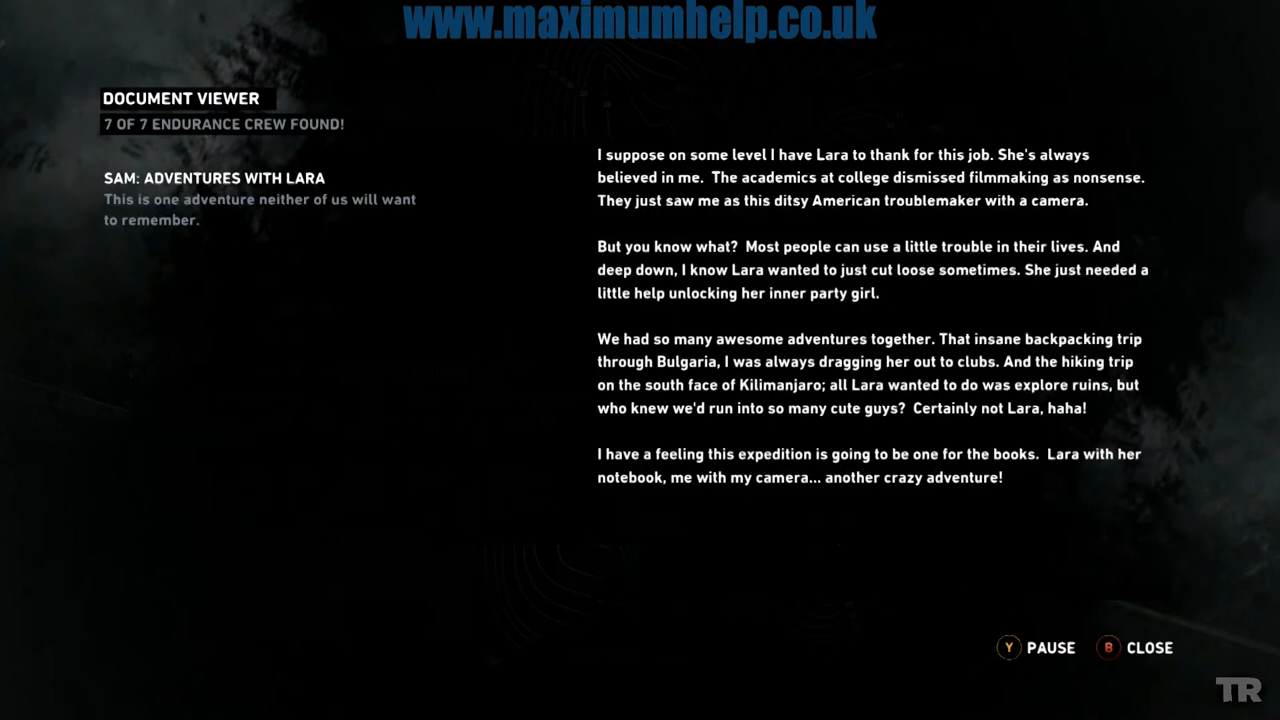 www.maximumhelp.co.uk
DOCUMENT VIEWER
7 OF 7 ENDURANCE CREW FOUND!
SAM: ADVENTURES WITH LARA
This is one adventure neither of us will want
to remember.
I suppose on some level I have Lara to thank for this job. She's always
believed in me.  The academics at college dismissed filmmaking as nonsense.
They just saw me as this ditsy American troublemaker with a camera.
But you know what?  Most people can use a little trouble in their lives. And
deep down, I know Lara wanted to just cut loose sometimes. She just needed a
little help unlocking her inner party girl.
We had so many awesome adventures together. That insane backpacking trip
through Bulgaria, I was always dragging her out to clubs. And the hiking trip
on the south face of Kilimanjaro; all Lara wanted to do was explore ruins, but
who knew we'd run into so many cute guys?  Certainly not Lara, haha!
I have a feeling this expedition is going to be one for the books.  Lara with her
notebook, me with my camera... another crazy adventure!
Y PAUSE B CLOSE
TR